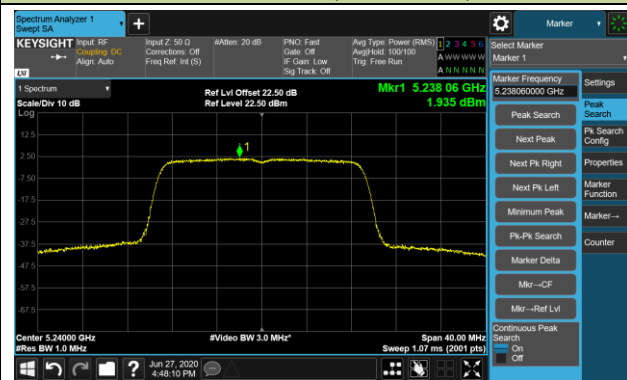 Spectrum Analyzer 1
Swept SA
+
Marker
KEYSIGHT
Input: RF
Coupling: DC
Align: Auto
Input Z: 50 Ω
Corrections: Off
Freq Ref: Int (S)
#Atten: 20 dB
PNO: Fast
Gate: Off
IF Gain: Low
Sig Track: Off
Avg Type: Power (RMS)
Avg|Hold: 100/100
Trig: Free Run
1 2 3 4 5 6
A W W W W W
A N N N N N
LXI
Select Marker
Marker 1
1 Spectrum
Scale/Div 10 dB
Log
Ref Lvl Offset 22.50 dB
Ref Level 22.50 dBm
Mkr1 5.238 06 GHz
1.935 dBm
12.5
2.50
-7.50
-17.5
-27.5
-37.5
-47.5
-57.5
-67.5
1
Center 5.24000 GHz
#Res BW 1.0 MHz
#Video BW 3.0 MHz*
Span 40.00 MHz
Sweep 1.07 ms (2001 pts)
Marker Frequency
5.238060000 GHz
Peak Search
Next Peak
Next Pk Right
Next Pk Left
Minimum Peak
Pk-Pk Search
Marker Delta
Mkr→CF
Mkr→Ref Lvl
Continuous Peak
Search
On
Off
Settings
Peak
Search
Pk Search
Config
Properties
Marker
Function
Marker→
Counter
?
Jun 27, 2020
4:48:10 PM